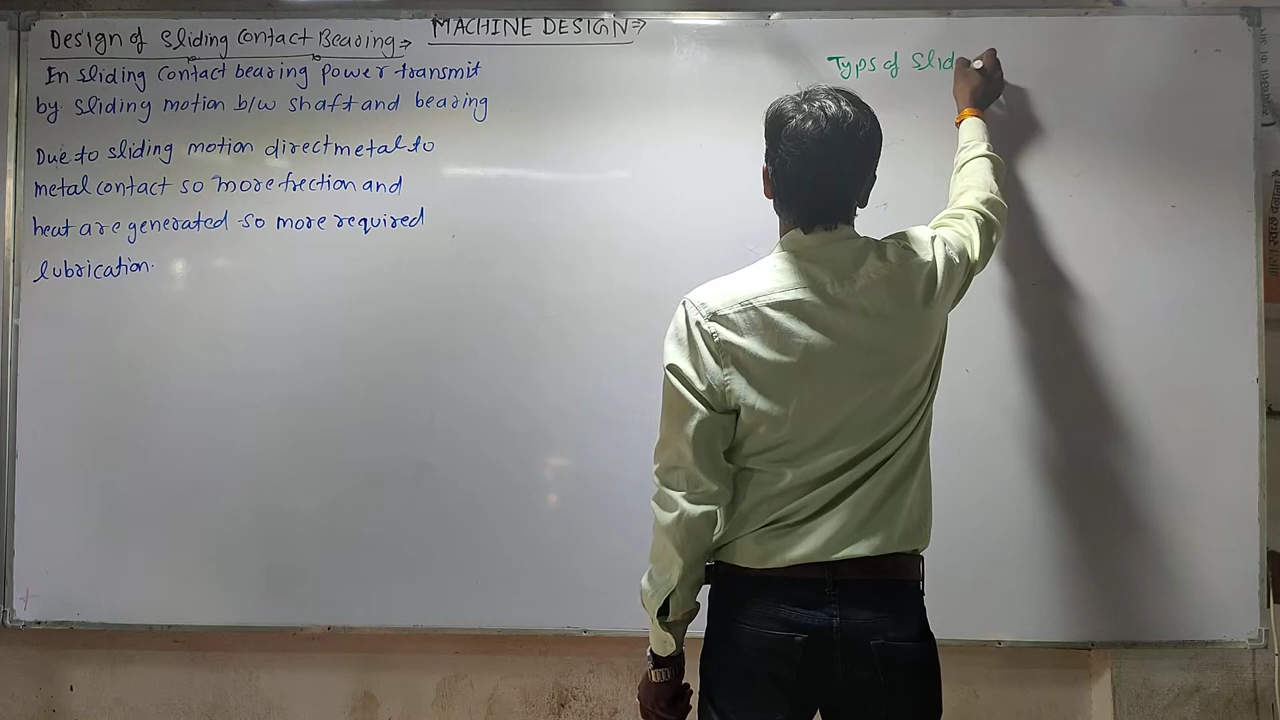 MACHINE DESIGN⇒
Design of Sliding Contact Bearing⇒
In sliding contact bearing power transmit
by sliding motion b/w shaft and bearing
Due to sliding motion direct metal to
metal contact so more frection and
heat are generated so more required
lubrication.
Typs of Slid